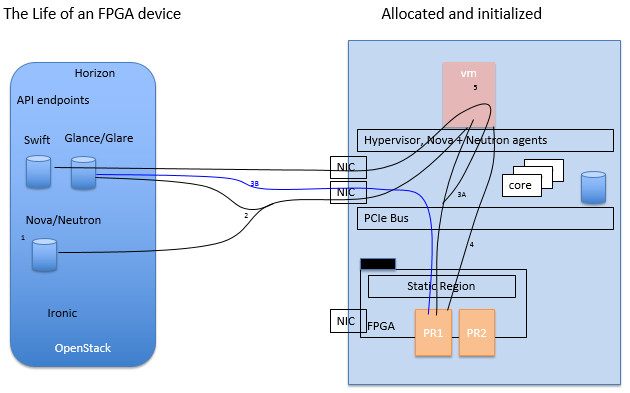 The Life of an FPGA device
Allocated and initialized
Horizon
API endpoints
Swift
Glance/Glare
3B
2
Nova/Neutron
1
Ironic
OpenStack
vm
5
Hypervisor, Nova + Neutron agents
NIC
NIC
core
3A
PCIe Bus
4
Static Region
NIC
FPGA
PR1
PR2